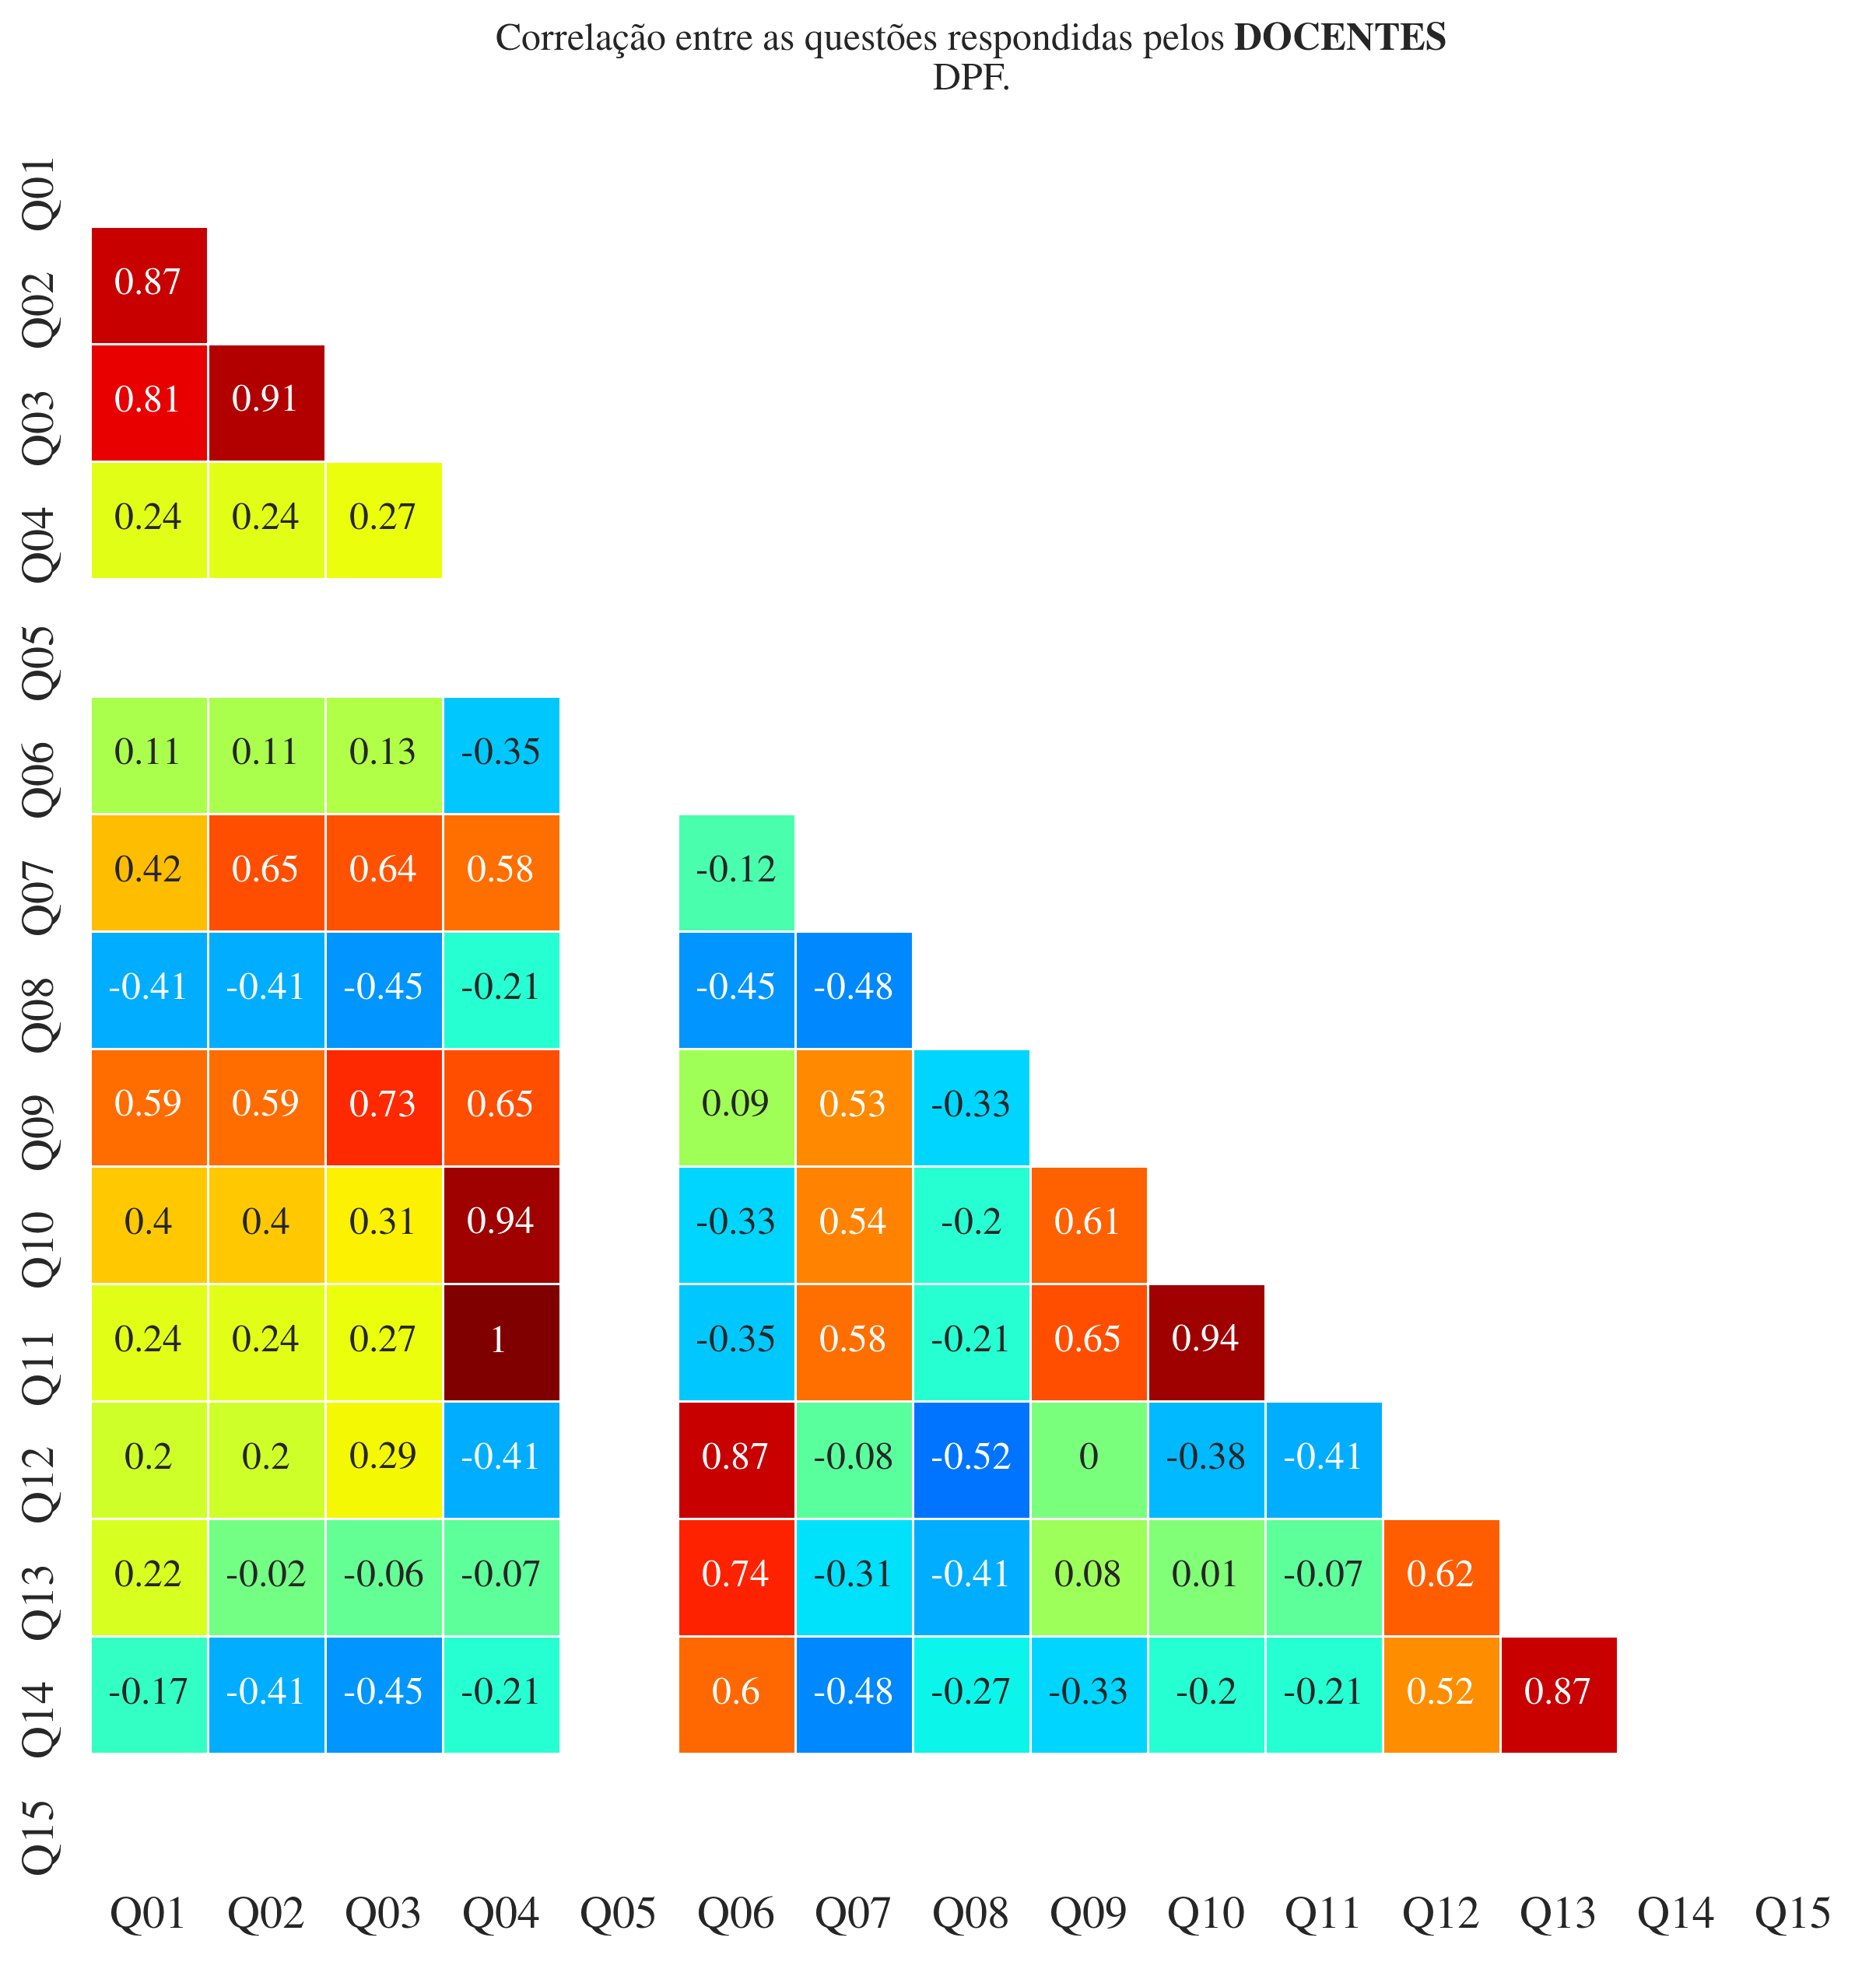 Correlação entre as questões respondidas pelos DOCENTES
DPF.
Q01
Q02 0.87
Q03 0.81 0.91
Q04 0.24 0.24 0.27
Q05
Q06 0.11 0.11 0.13 -0.35
Q07 0.42 0.65 0.64 0.58 -0.12
Q08 -0.41 -0.41 -0.45 -0.21 -0.45 -0.48
Q09 0.59 0.59 0.73 0.65 0.09 0.53 -0.33
Q10 0.4 0.4 0.31 0.94 -0.33 0.54 -0.2 0.61
Q11 0.24 0.24 0.27 1 -0.35 0.58 -0.21 0.65 0.94
Q12 0.2 0.2 0.29 -0.41 0.87 -0.08 -0.52 0 -0.38 -0.41
Q13 0.22 -0.02 -0.06 -0.07 0.74 -0.31 -0.41 0.08 0.01 -0.07 0.62
Q14 -0.17 -0.41 -0.45 -0.21 0.6 -0.48 -0.27 -0.33 -0.2 -0.21 0.52 0.87
Q15
Q01 Q02 Q03 Q04 Q05 Q06 Q07 Q08 Q09 Q10 Q11 Q12 Q13 Q14 Q15